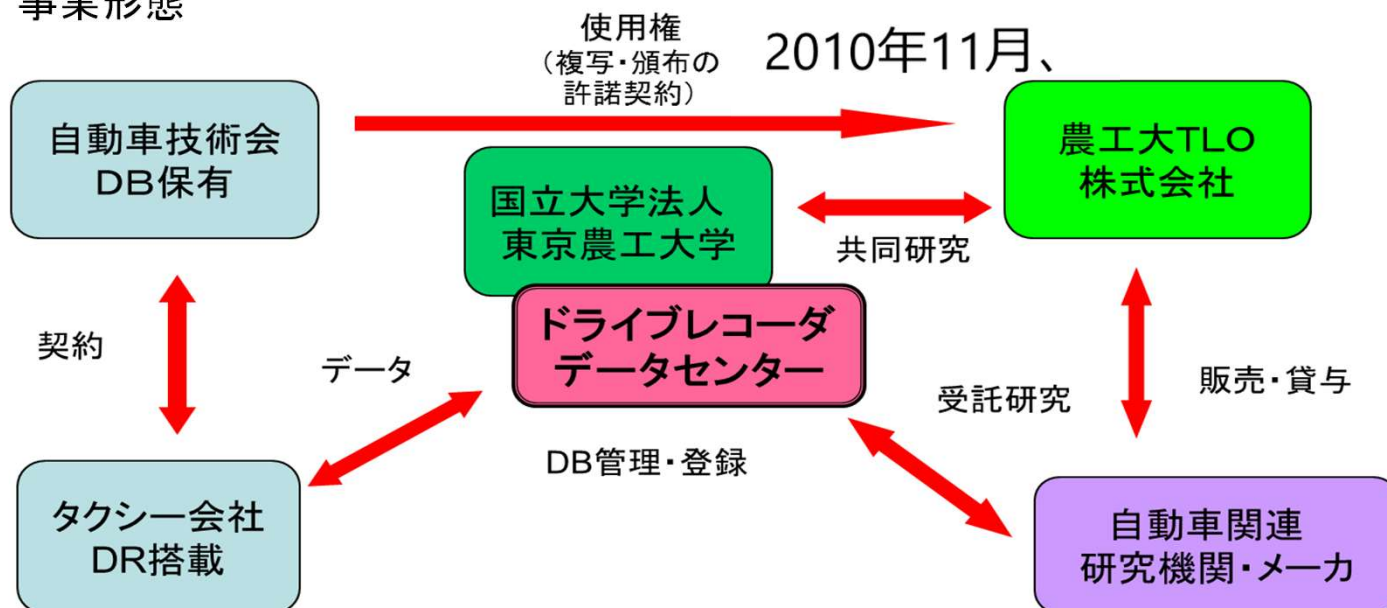 事業形態
使用権
（複写・頒布の
許諾契約）
2010年11月、
自動車技術会
DB保有
農工大TLO
株式会社
国立大学法人
東京農工大学
共同研究
ドライブレコーダ
データセンター
契約
データ
受託研究
販売・貸与
DB管理・登録
タクシー会社
DR搭載
自動車関連
研究機関・メーカ